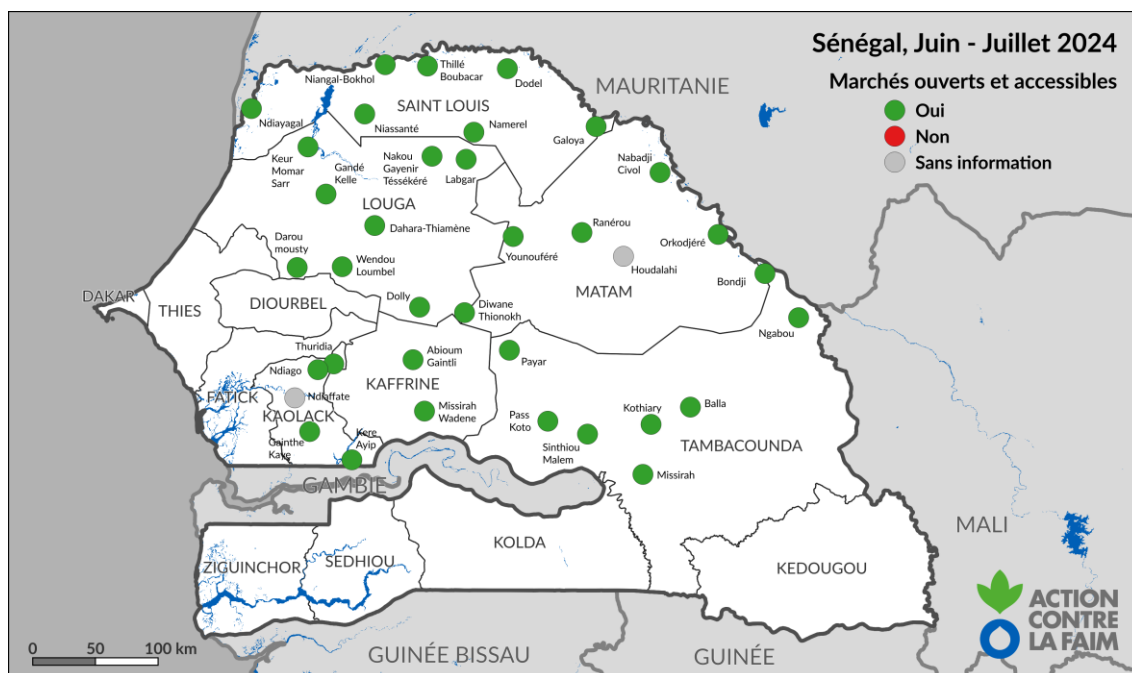 Sénégal, Juin - Juillet 2024
Marchés ouverts et accessibles
Oui
Non
Sans information
MAURITANIE
Niangal-Bokhol
Thillé
Boubacar
Dodel
SAINT LOUIS
Ndiayagal
Niassanté
Namerel
Galoya
Keur
Momar
Sarr
Gandé
Kelle
Nakou
Gayenir
Téssékéré
Labgar
Nabadji
Civol
LOUGA
Dahara-Thiamène
Ranérou
Younouféré
Orkodjéré
Houdalahi
Darou
mousty
Wendou
Loumbel
Bondji
MATAM
DAKAR
THIES
DIOURBEL
Dolly
Diwane
Thionokh
Ngabou
Thuridia
Ndiago
Abioum
Gaintli
Payar
KAFFRINE
FATICK
Ndiaffate
KAOLACK
Missirah
Wadene
Pass
Koto
Kothiary
Balla
Gainthe
Kaye
Kere
Ayip
Sinthiou
Malem
TAMBACOUNDA
Missirah
GAMBIE
MALI
KOLDA
ZIGUINCHOR
SEDHIOU
KEDOUGOU
GUINÉE BISSAU
GUINÉE
0 50 100 km
ACTION
CONTRE
LA FAIM